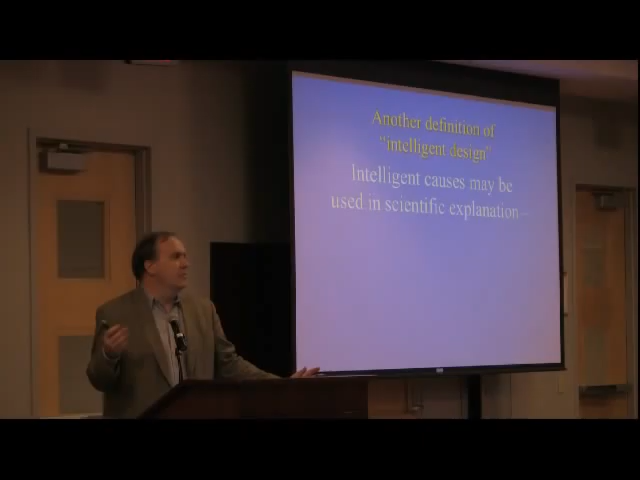 Another definition of
"intelligent design"
Intelligent causes may be
used in scientific explanation—